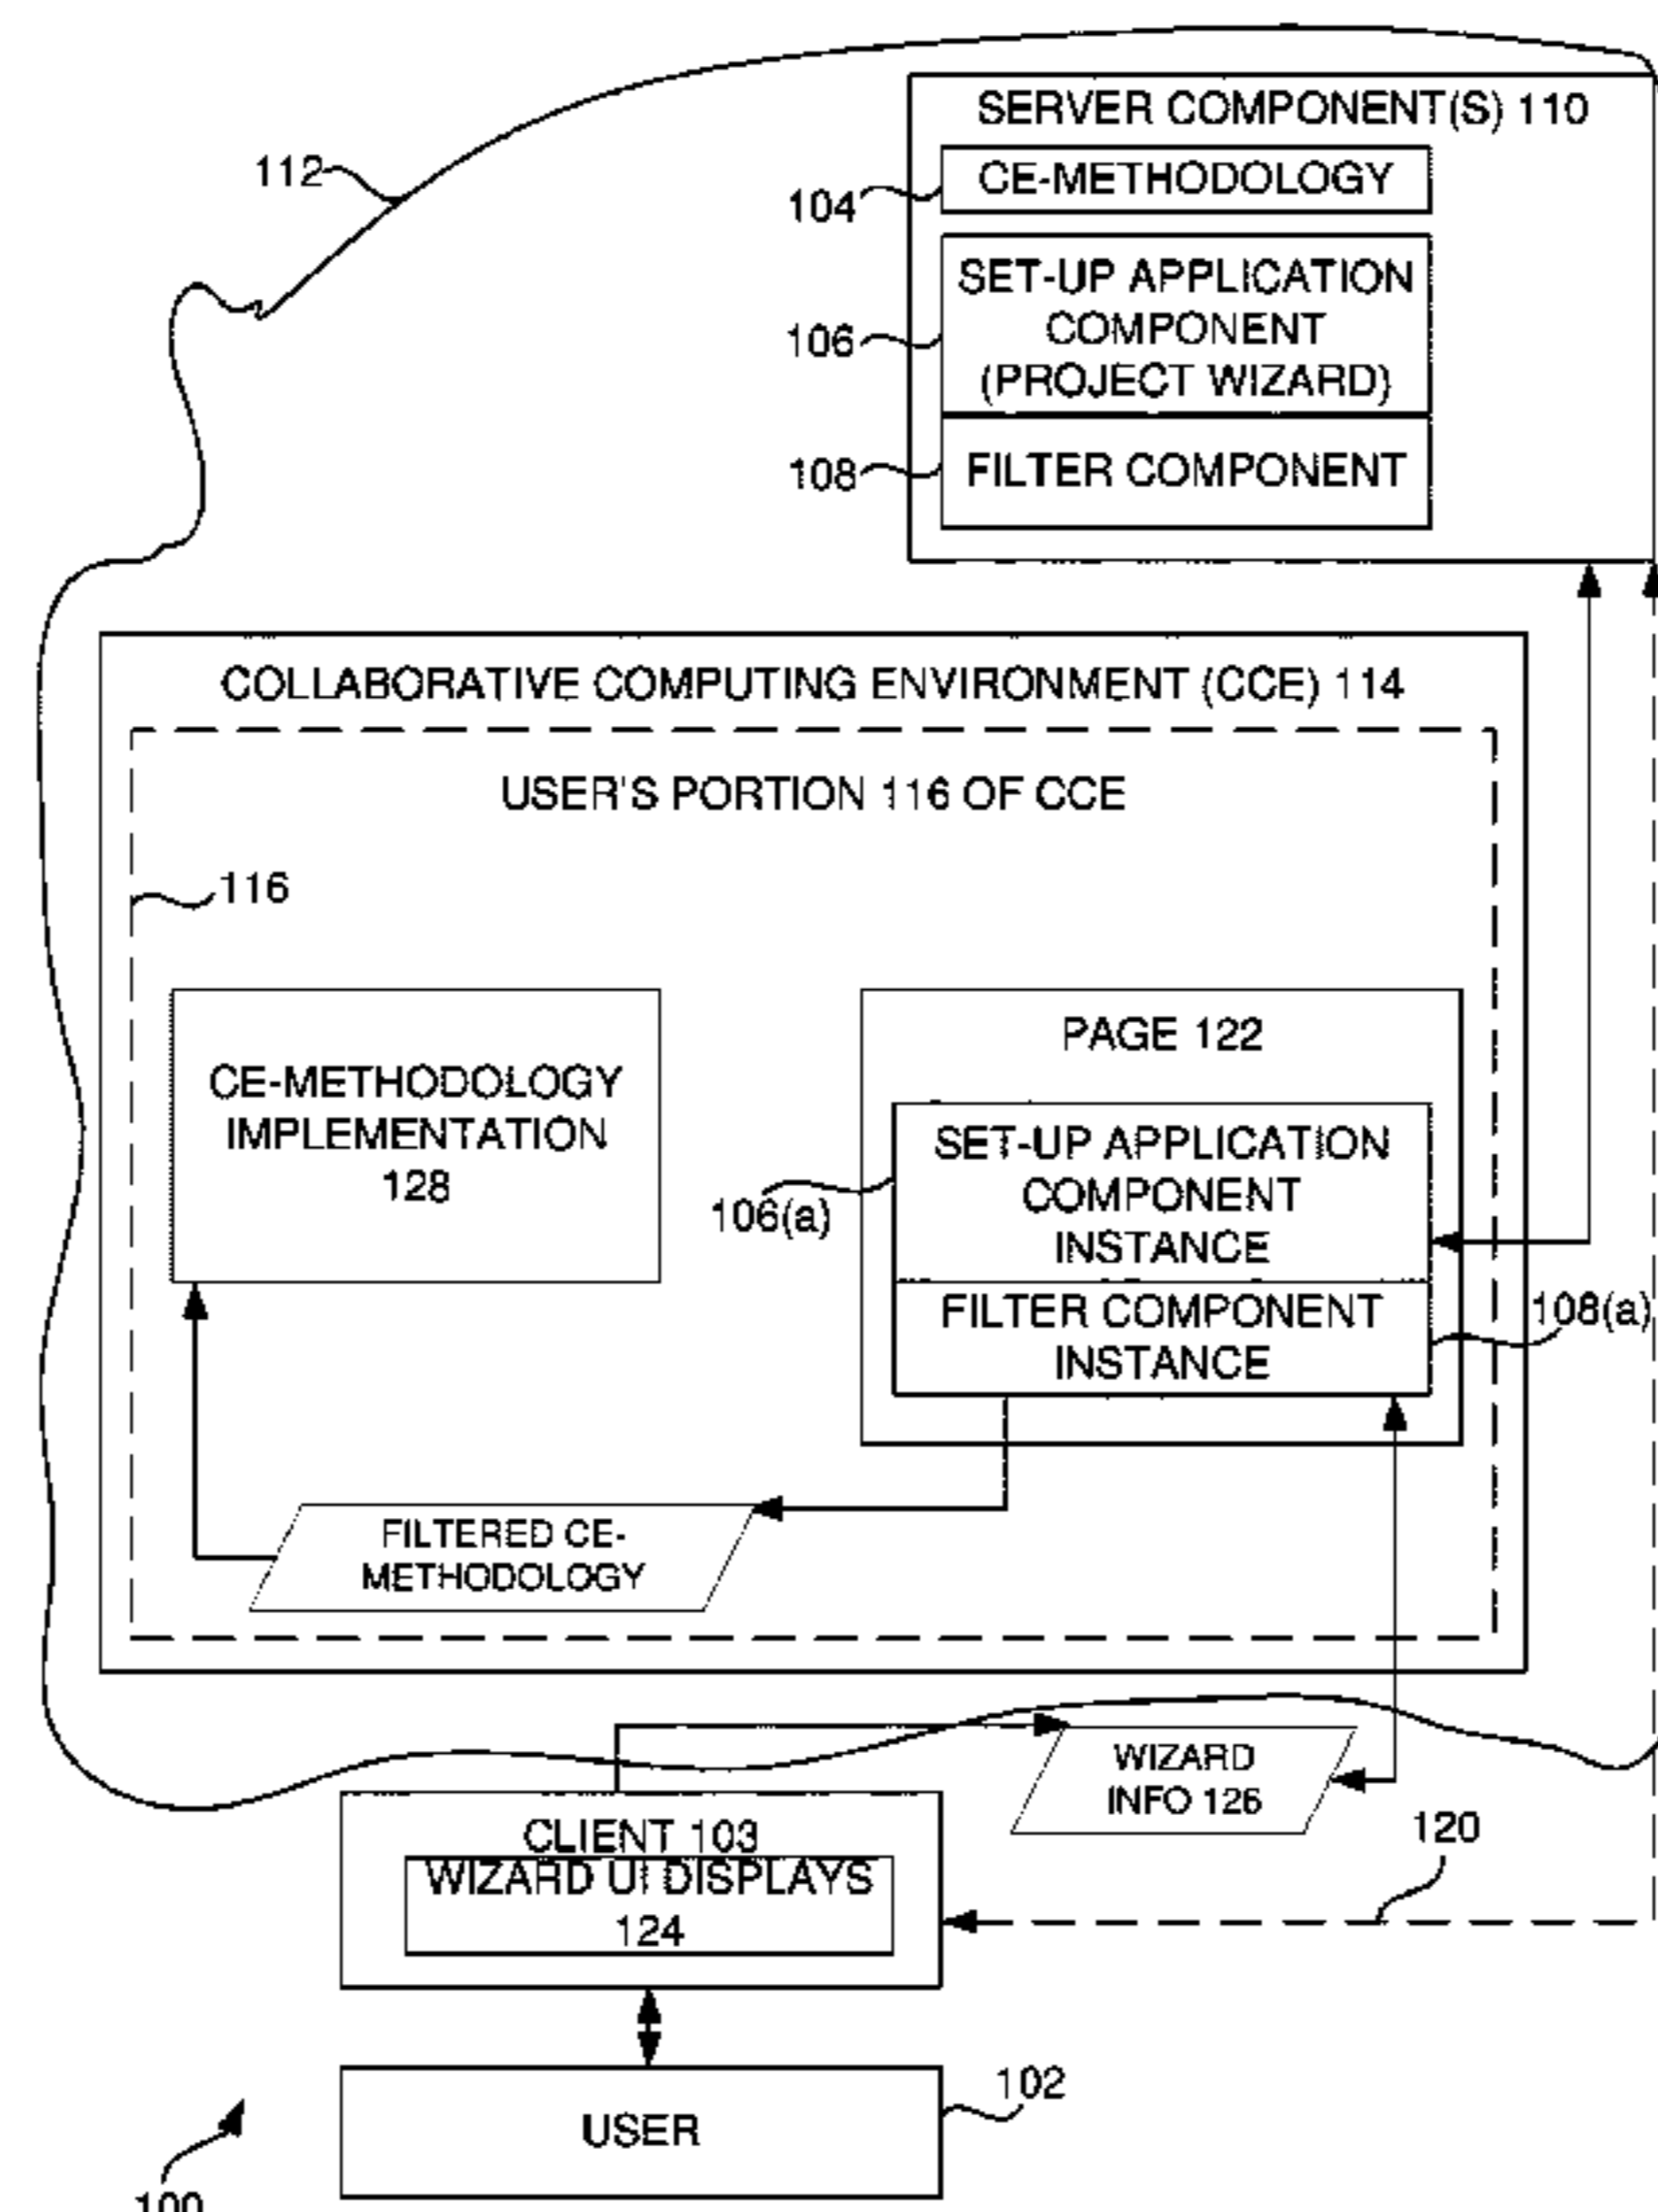 SERVER COMPONENT(S) 110
112
CE-METHODOLOGY
104
SET-UP APPLICATION
COMPONENT
(PROJECT WIZARD)
106
FILTER COMPONENT
108
COLLABORATIVE COMPUTING ENVIRONMENT (CCE) 114
USER'S PORTION 116 OF CCE
116
PAGE 122
CE-METHODOLOGY
IMPLEMENTATION
128
SET-UP APPLICATION
COMPONENT
INSTANCE
106(a)
FILTER COMPONENT
INSTANCE
108(a)
FILTERED CE-
METHODOLOGY
WIZARD
INFO 126
CLIENT 103
WIZARD UI DISPLAYS
124
120
USER
102
100